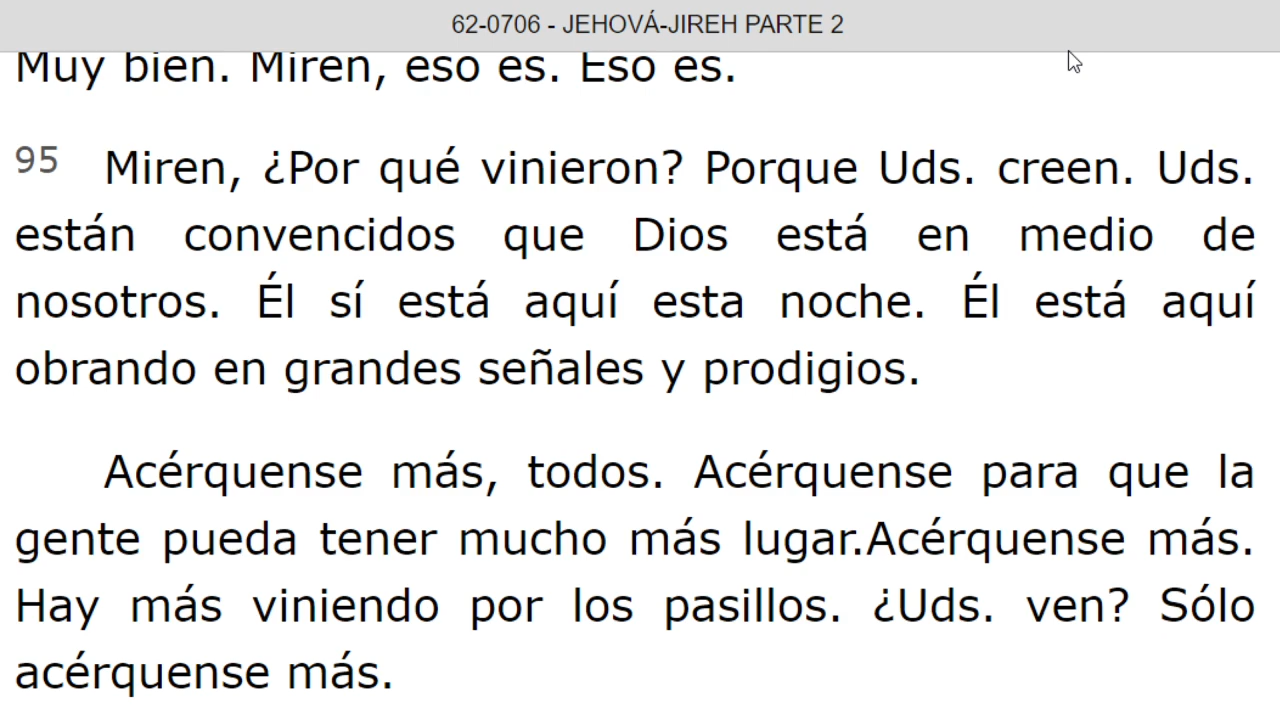 62-0706 - JEHOVÁ-JIREH PARTE 2
Muy bien. Miren, eso es. Eso es.
95 Miren, ¿Por qué vinieron? Porque Uds. creen. Uds.
están convencidos que Dios está en medio de
nosotros. Él sí está aquí esta noche. Él está aquí
obrando en grandes señales y prodigios.
Acérquense más, todos. Acérquense para que la
gente pueda tener mucho más lugar.Acérquense más.
Hay más viniendo por los pasillos. ¿Uds. ven? Sólo
acérquense más.